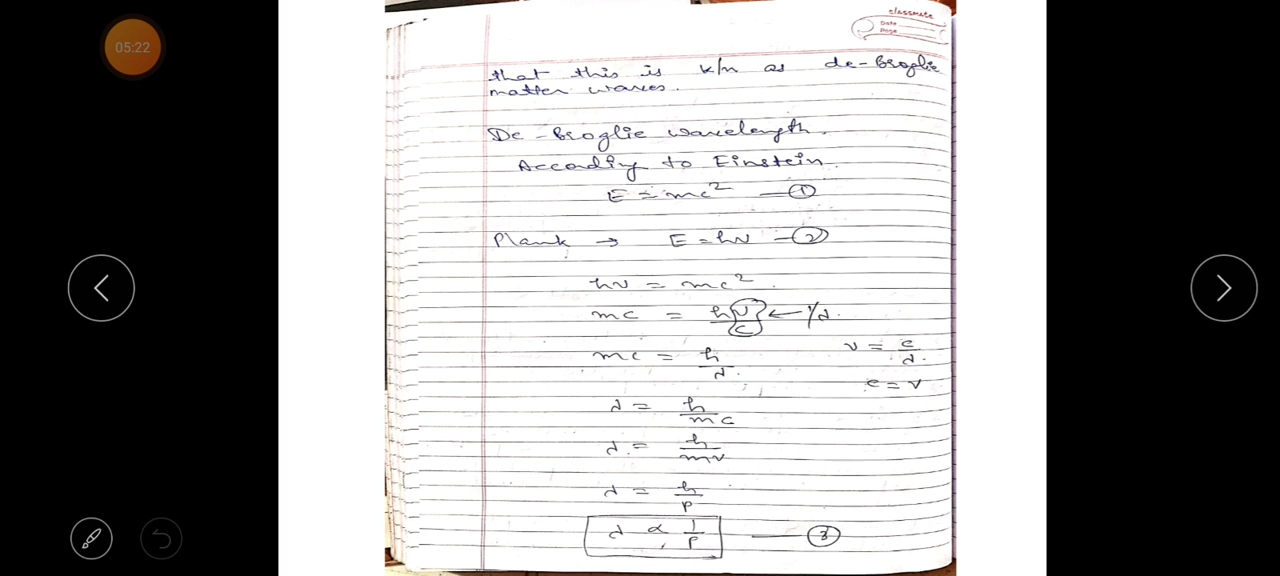 05:22
classmate
Date
Page
that this is k/n as de-Broglie
matter waves.
De-Broglie wavelength.
According to Einstein.
E = mc² —①
Plank → E = hν —②
hν = mc².
mc = hν/c ← 1/λ.
mc = h/λ.
ν = c/λ.
c = v
λ = h/mc
λ = h/mv
λ = h/p
λ ∝ 1/p —③